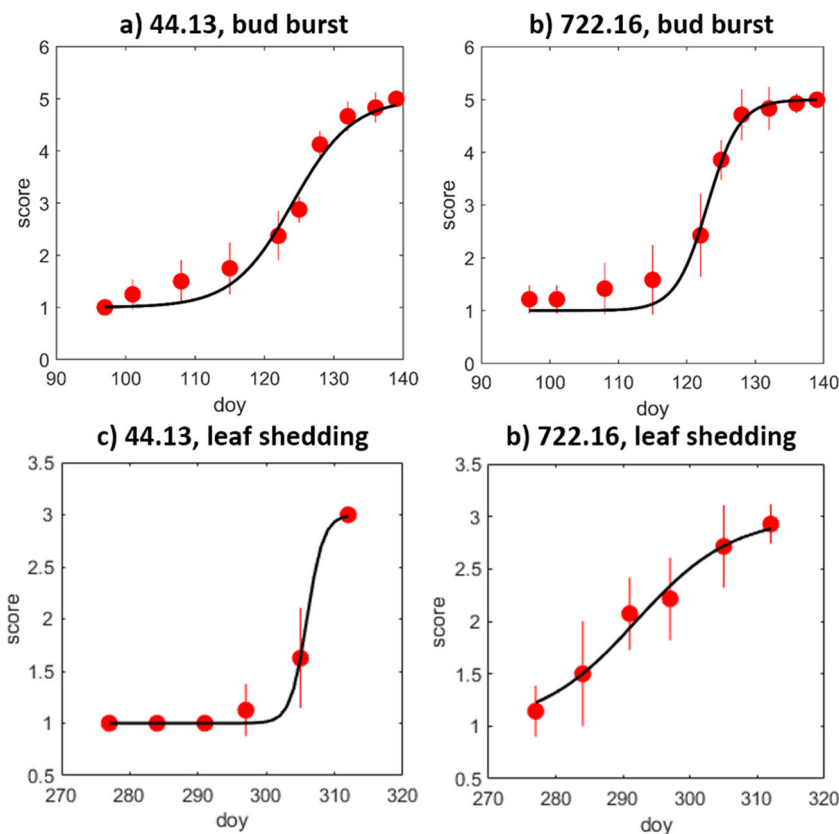 a) 44.13, bud burst
6
5
4
3
2
1
0
score
90 100 110 120 130 140
doy
b) 722.16, bud burst
6
5
4
3
2
1
0
score
90 100 110 120 130 140
doy
c) 44.13, leaf shedding
3.5
3
2.5
2
1.5
1
0.5
score
270 280 290 300 310 320
doy
b) 722.16, leaf shedding
3.5
3
2.5
2
1.5
1
0.5
score
270 280 290 300 310 320
doy